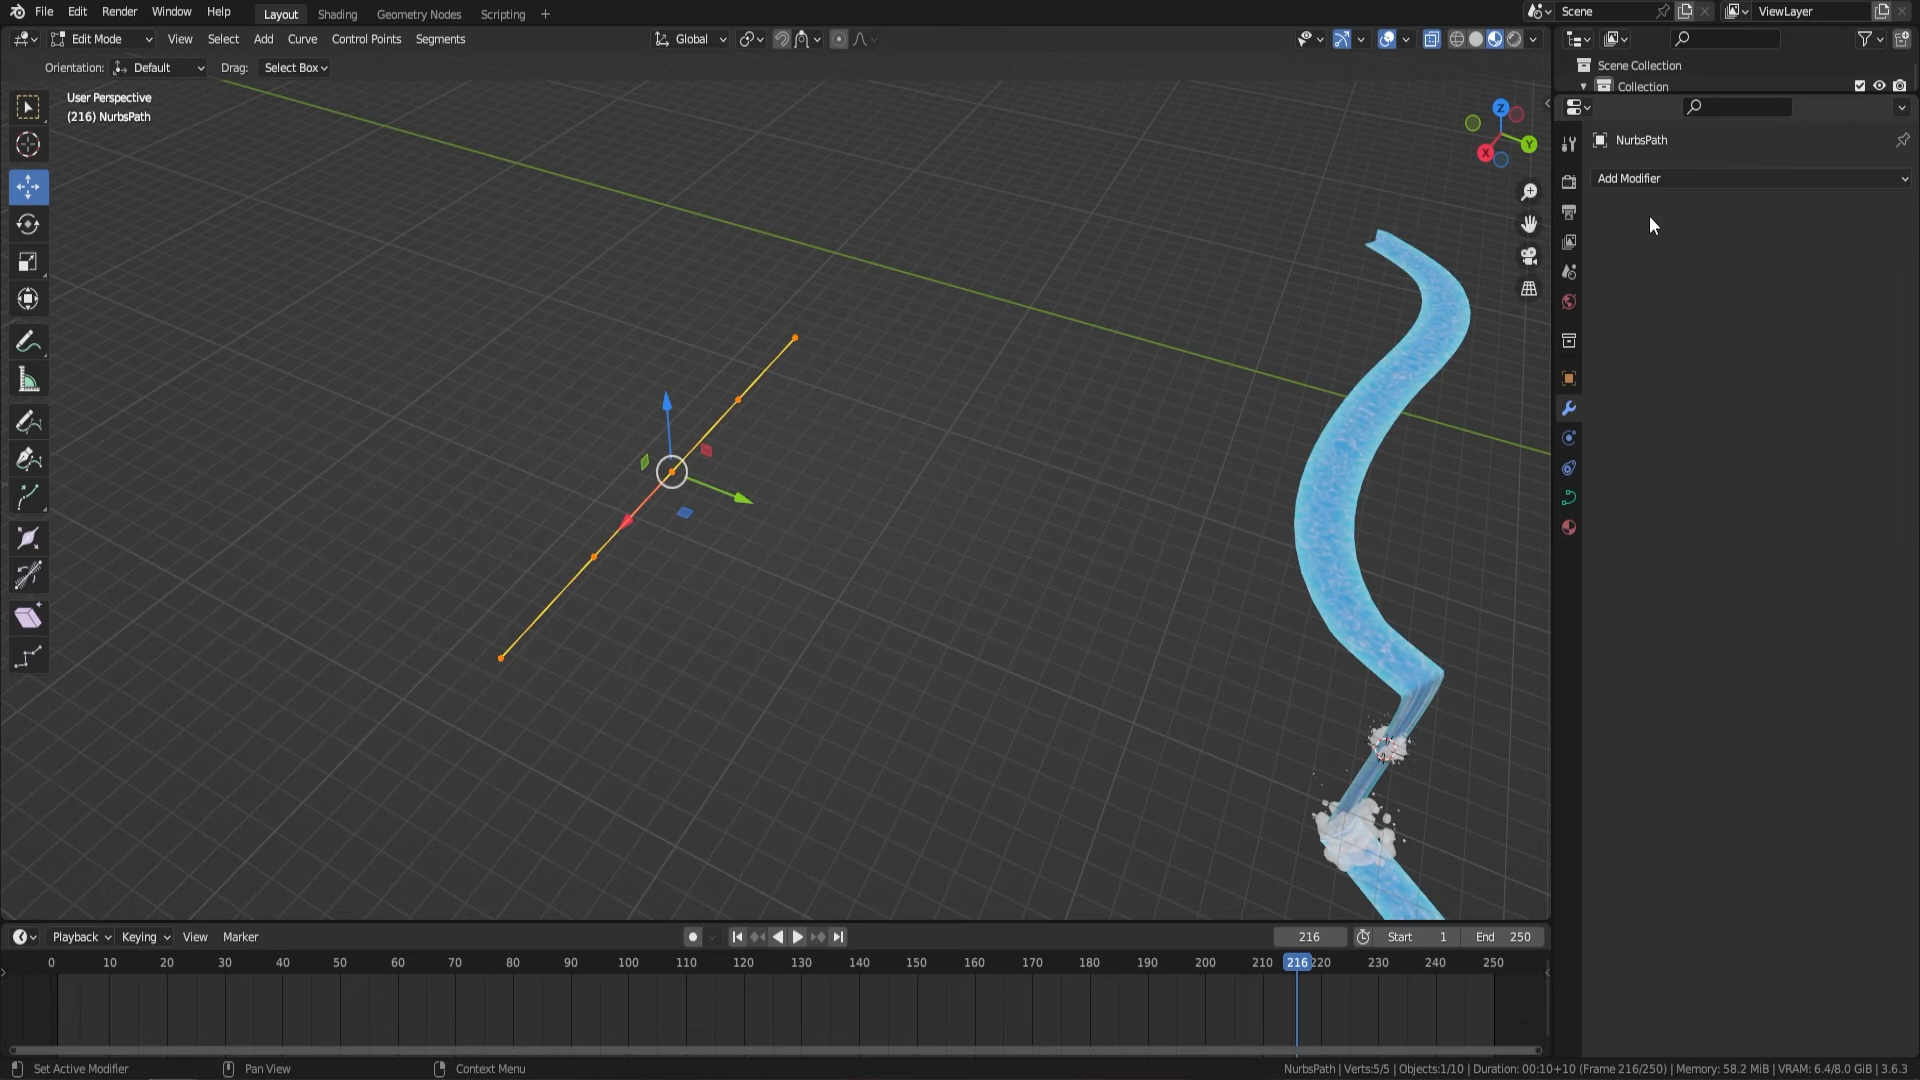 File Edit Render Window Help Layout Shading Geometry Nodes Scripting + Scene ViewLayer
Edit Mode View Select Add Curve Control Points Segments Global
Orientation: Default Drag: Select Box
User Perspective
(216) NurbsPath
Z
Y
X
Scene Collection
Collection
NurbsPath
Add Modifier
Playback Keying View Marker 216 Start 1 End 250
0 10 20 30 40 50 60 70 80 90 100 110 120 130 140 150 160 170 180 190 200 210 216 220 230 240 250
Set Active Modifier Pan View Context Menu NurbsPath | Verts:5/5 | Objects:1/10 | Duration: 00:10+10 (Frame 216/250) | Memory: 58.2 MiB | VRAM: 6.4/8.0 GiB | 3.6.3